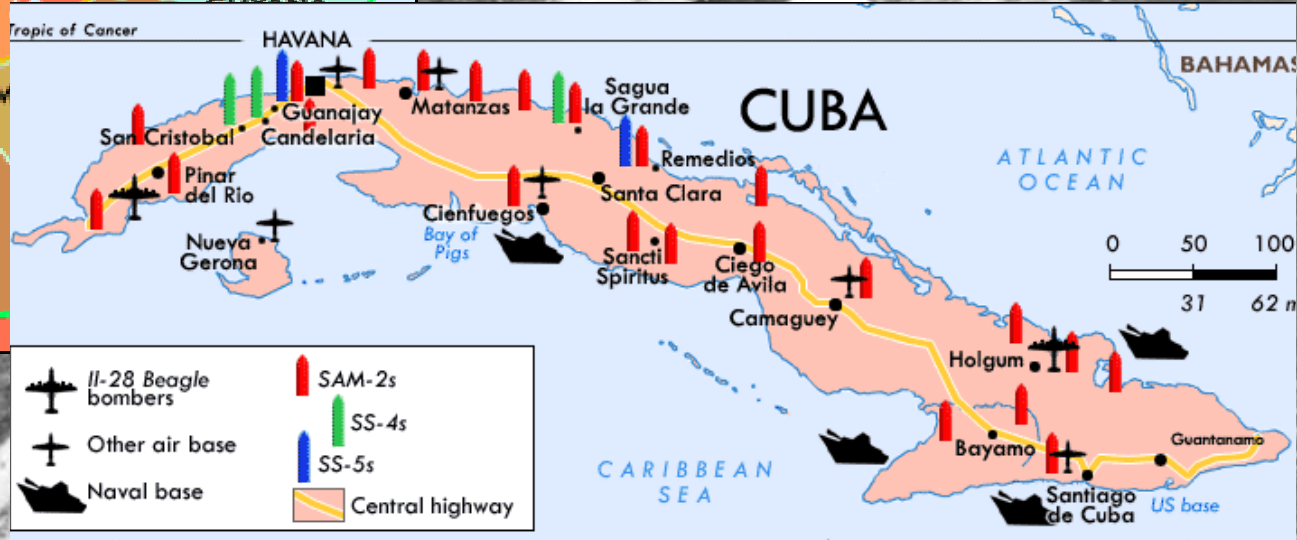 Tropic of Cancer
HAVANA
BAHAMAS
Matanzas
Sagua
la Grande
CUBA
Guanajay
San Cristobal
Candelaria
ATLANTIC
OCEAN
Remedios
Pinar
del Rio
Santa Clara
Cienfuegos
Bay of
Pigs
Nueva
Gerona
Sancti
Spiritus
Ciego
de Avila
0 50 100
31 62 m
Camaguey
Holgum
Il-28 Beagle
bombers
Other air base
Naval base
SAM-2s
SS-4s
SS-5s
Central highway
CARIBBEAN
SEA
Bayamo
Guantanamo
Santiago
de Cuba
US base